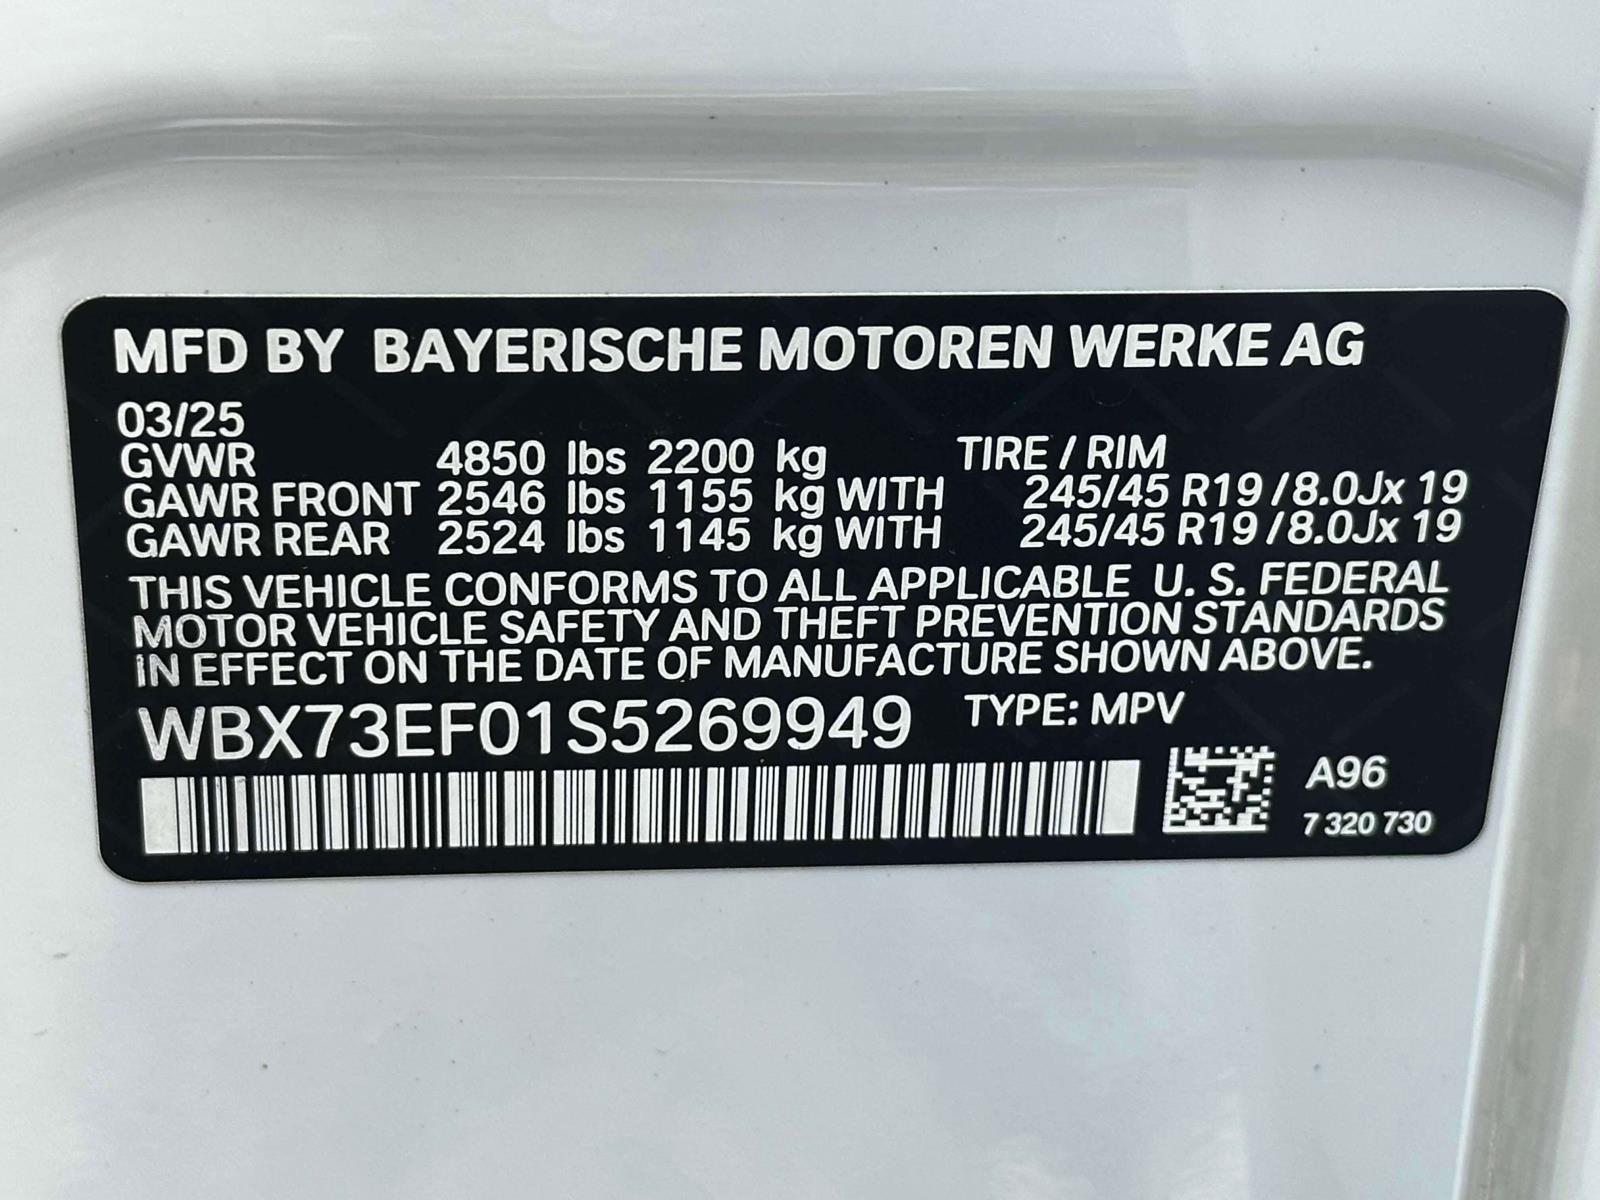 MFD BY BAYERISCHE MOTOREN WERKE AG
03/25
GVWR 4850 lbs 2200 kg TIRE / RIM
GAWR FRONT 2546 lbs 1155 kg WITH 245/45 R19 / 8.0Jx 19
GAWR REAR 2524 lbs 1145 kg WITH 245/45 R19 / 8.0Jx 19
THIS VEHICLE CONFORMS TO ALL APPLICABLE U. S. FEDERAL
MOTOR VEHICLE SAFETY AND THEFT PREVENTION STANDARDS
IN EFFECT ON THE DATE OF MANUFACTURE SHOWN ABOVE.
WBX73EF01S5269949 TYPE: MPV
A96
7 320 730